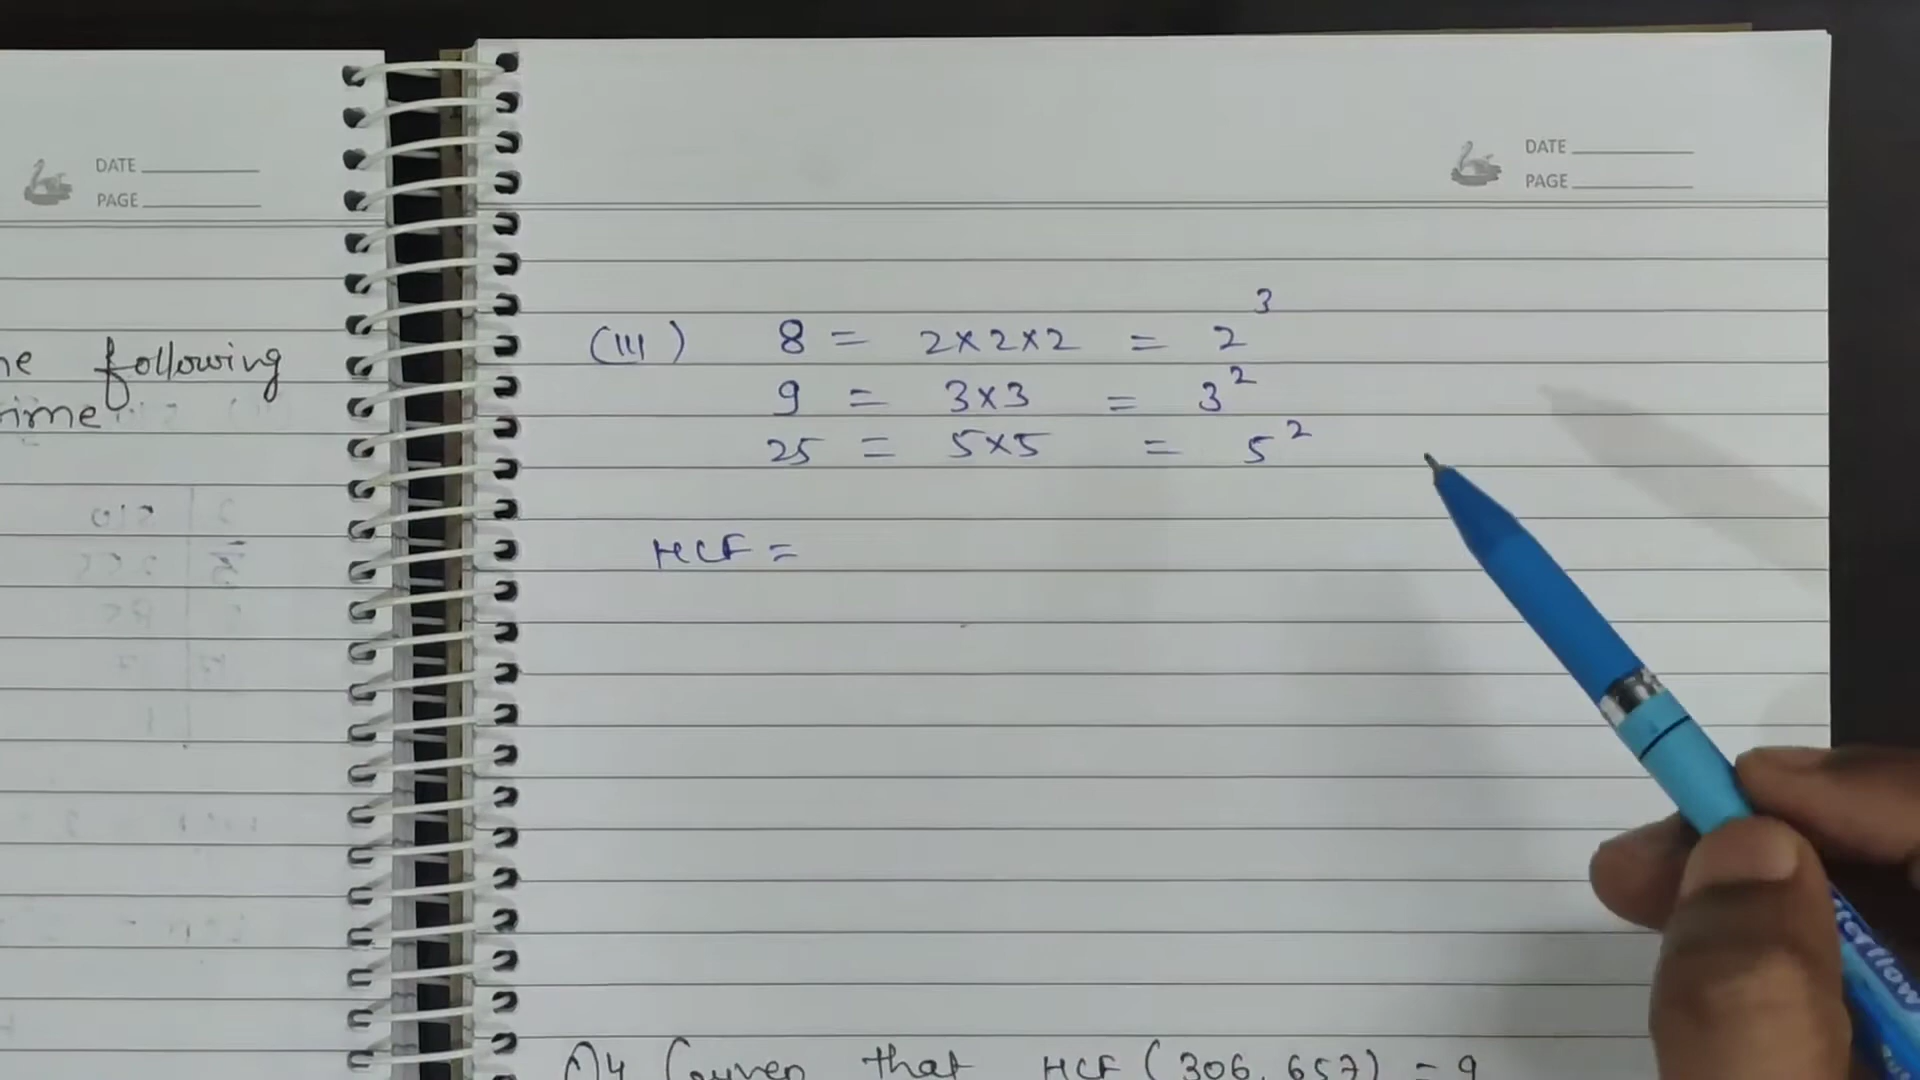 DATE
PAGE
he following
rime
DATE
PAGE
(III) 8 = 2×2×2 = 2³
9 = 3×3 = 3²
25 = 5×5 = 5²
HCF =
Q4 Given that HCF (306, 657) = 9